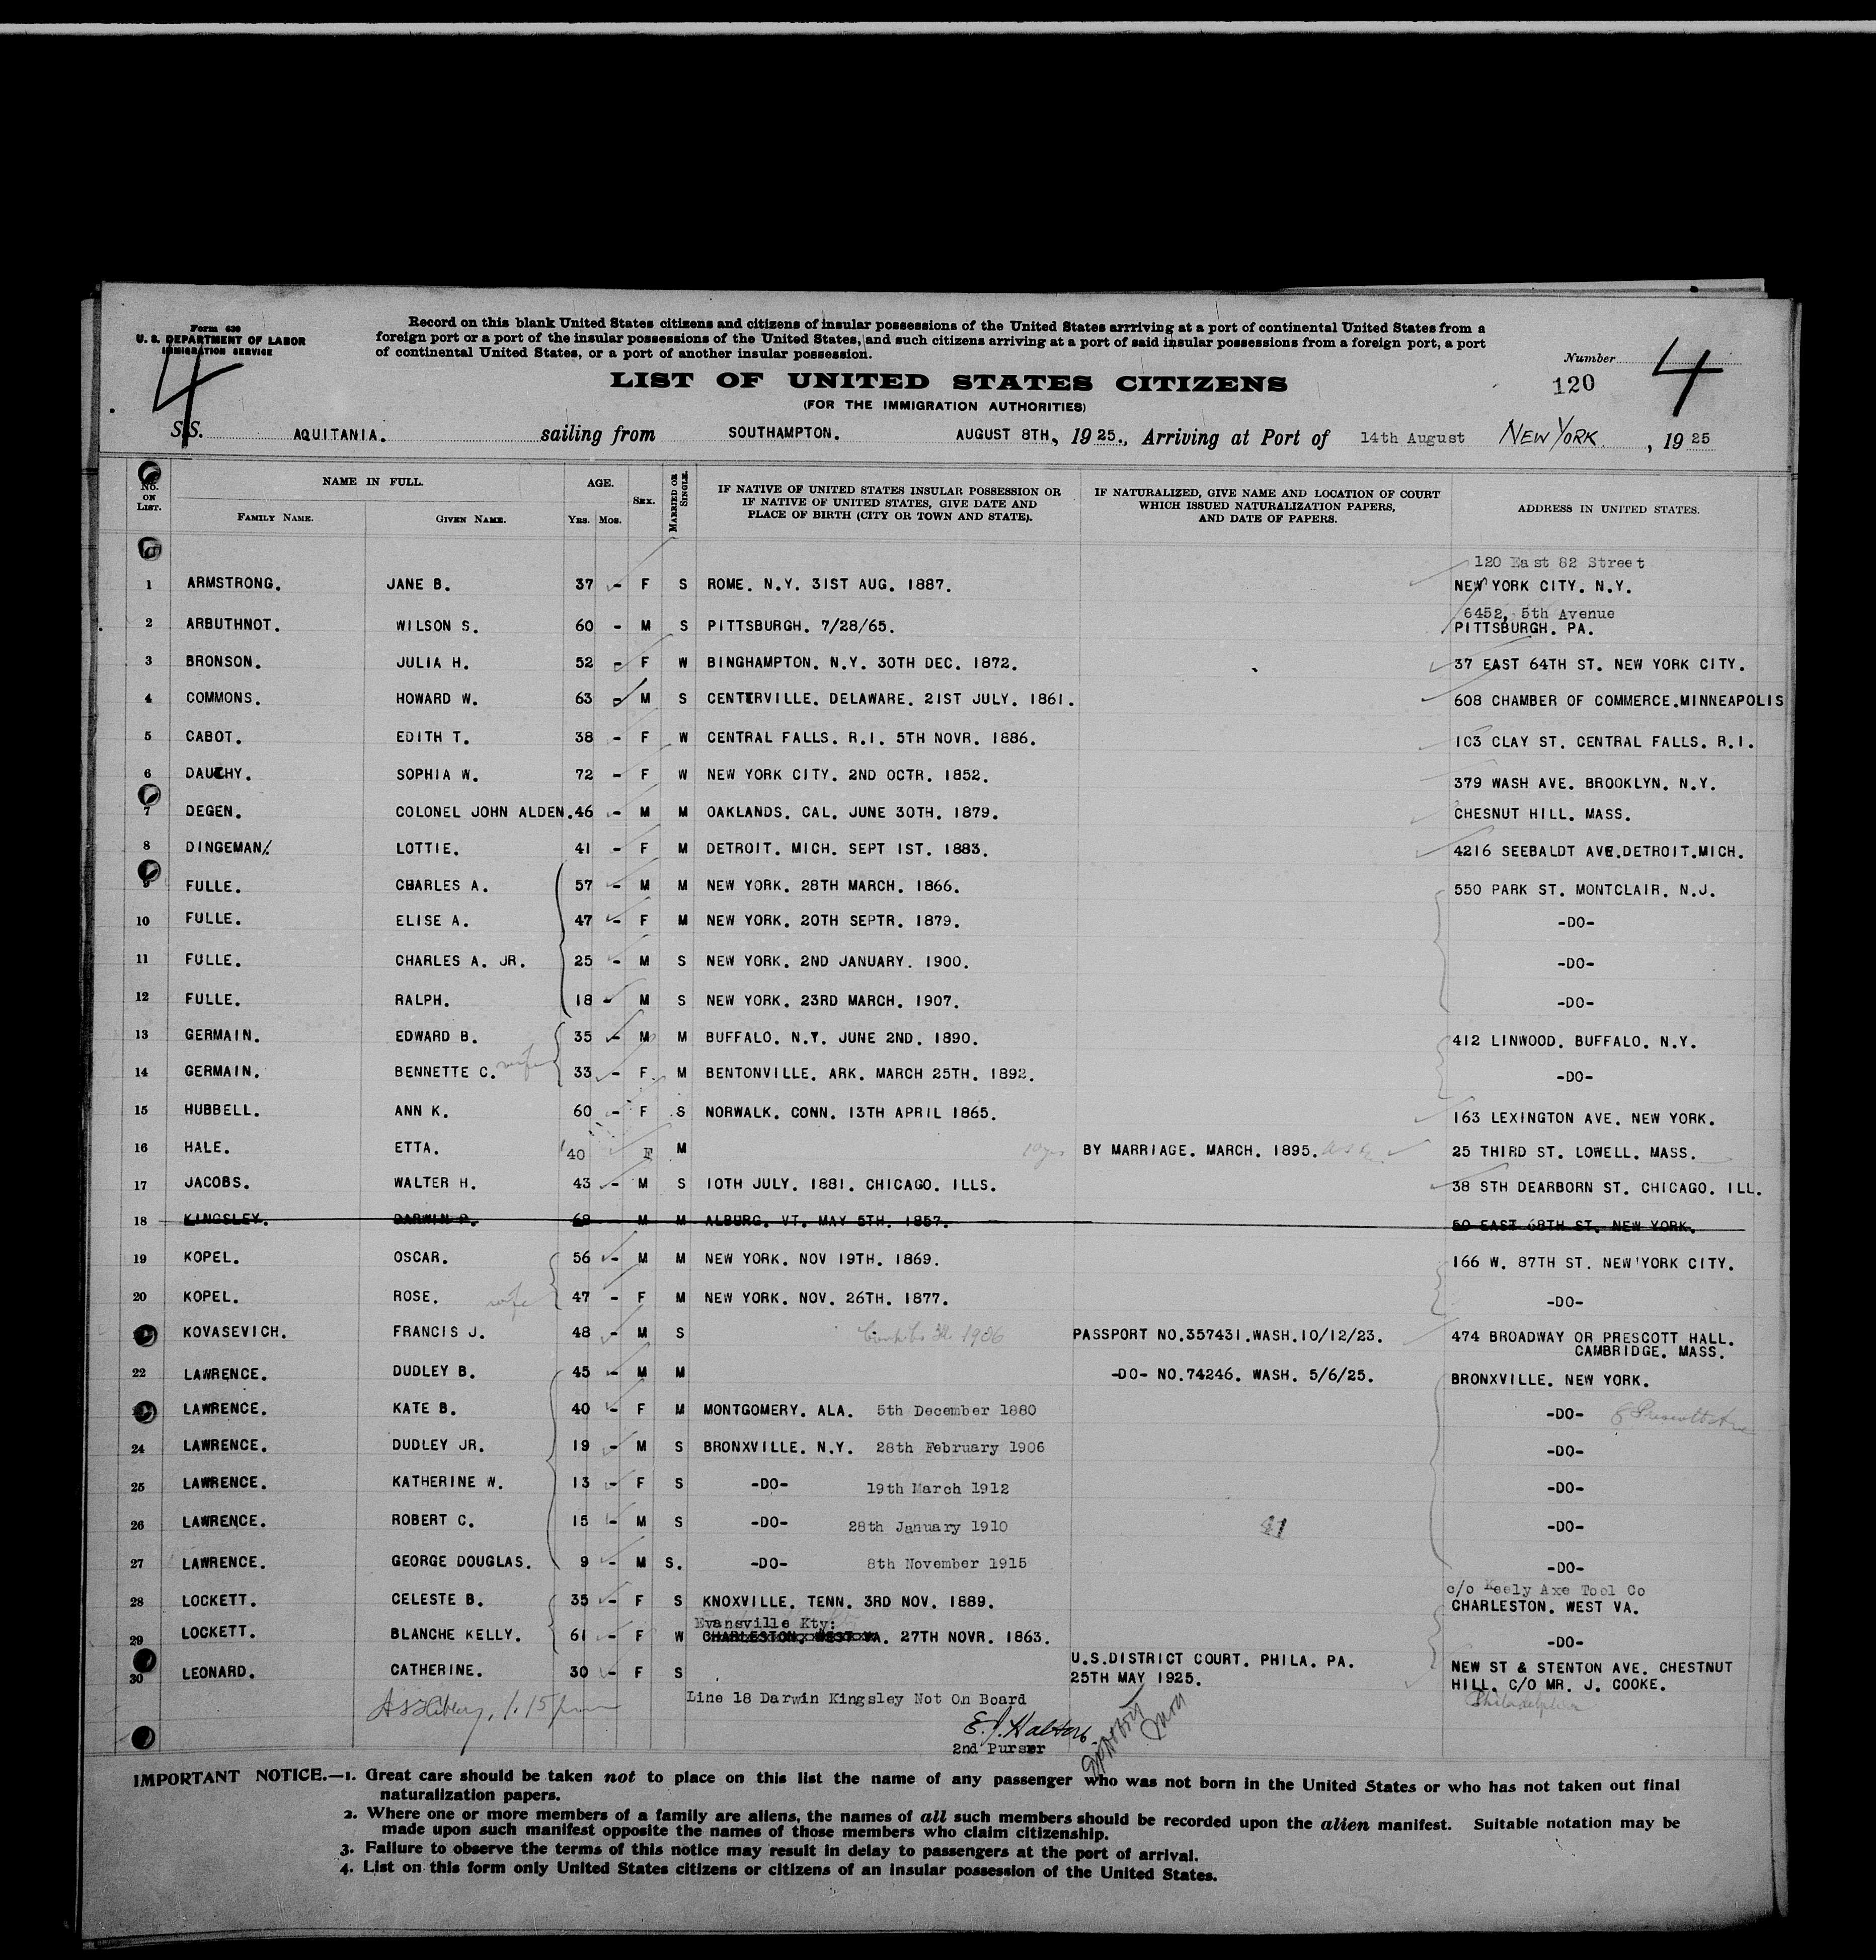 Form 630
U. S. DEPARTMENT OF LABOR
IMMIGRATION SERVICE
4
Record on this blank United States citizens and citizens of insular possessions of the United States arrriving at a port of continental United States from a
foreign port or a port of the insular possessions of the United States, and such citizens arriving at a port of said insular possessions from a foreign port, a port
of continental United States, or a port of another insular possession.
Number 4
120
LIST OF UNITED STATES CITIZENS
(FOR THE IMMIGRATION AUTHORITIES)
S.S. AQUITANIA. sailing from SOUTHAMPTON. AUGUST 8TH, 1925., Arriving at Port of 14th August NEW YORK. , 1925
No. ON LIST. NAME IN FULL. FAMILY NAME. GIVEN NAME. AGE. YRS. MOS. SEX. MARRIED OR SINGLE. IF NATIVE OF UNITED STATES INSULAR POSSESSION OR IF NATIVE OF UNITED STATES, GIVE DATE AND PLACE OF BIRTH (CITY OR TOWN AND STATE). IF NATURALIZED, GIVE NAME AND LOCATION OF COURT WHICH ISSUED NATURALIZATION PAPERS, AND DATE OF PAPERS. ADDRESS IN UNITED STATES.
120 East 82 Street
1 ARMSTRONG. JANE B. 37 - F S ROME. N.Y. 31ST AUG. 1887. NEW YORK CITY. N.Y.
6452, 5th Avenue
2 ARBUTHNOT. WILSON S. 60 - M S PITTSBURGH. 7/28/65. PITTSBURGH. PA.
3 BRONSON. JULIA H. 52 - F W BINGHAMPTON. N.Y. 30TH DEC. 1872. 37 EAST 64TH ST. NEW YORK CITY.
4 COMMONS. HOWARD W. 63 - M S CENTERVILLE. DELAWARE. 21ST JULY. 1861. 608 CHAMBER OF COMMERCE.MINNEAPOLIS
5 CABOT. EDITH T. 38 - F W CENTRAL FALLS. R.I. 5TH NOVR. 1886. 103 CLAY ST. CENTRAL FALLS. R.I.
6 DAUCHY. SOPHIA W. 72 - F W NEW YORK CITY. 2ND OCTR. 1852. 379 WASH AVE. BROOKLYN. N.Y.
7 DEGEN. COLONEL JOHN ALDEN. 46 - M M OAKLANDS. CAL. JUNE 30TH. 1879. CHESNUT HILL. MASS.
8 DINGEMAN. LOTTIE. 41 - F M DETROIT. MICH. SEPT 1ST. 1883. 4216 SEEBALDT AVE.DETROIT.MICH.
9 FULLE. CHARLES A. 57 - M M NEW YORK. 28TH MARCH. 1866. 550 PARK ST. MONTCLAIR. N.J.
10 FULLE. ELISE A. 47 - F M NEW YORK. 20TH SEPTR. 1879. -DO-
11 FULLE. CHARLES A. JR. 25 - M S NEW YORK. 2ND JANUARY. 1900. -DO-
12 FULLE. RALPH. 18 - M S NEW YORK. 23RD MARCH. 1907. -DO-
13 GERMAIN. EDWARD B. 35 - M M BUFFALO. N.Y. JUNE 2ND. 1890. 412 LINWOOD. BUFFALO. N.Y.
14 GERMAIN. BENNETTE C. wife 33 - F. M BENTONVILLE. ARK. MARCH 25TH. 1892. -DO-
15 HUBBELL. ANN K. 60 - F S NORWALK. CONN. 13TH APRIL 1865. 163 LEXINGTON AVE. NEW YORK.
16 HALE. ETTA. 40 F M 10 yrs BY MARRIAGE. MARCH. 1895. 25 THIRD ST. LOWELL. MASS.
17 JACOBS. WALTER H. 43 - M S 10TH JULY. 1881. CHICAGO. ILLS. 38 STH DEARBORN ST. CHICAGO. ILL.
18 KINGSLEY. DARWIN P. 68 - M M ALBURG. VT. MAY 5TH. 1857. 50 EAST 68TH ST. NEW YORK.
19 KOPEL. OSCAR. 56 - M M NEW YORK. NOV 19TH. 1869. 166 W. 87TH ST. NEW YORK CITY.
20 KOPEL. ROSE. wife 47 - F M NEW YORK. NOV. 26TH. 1877. -DO-
KOVASEVICH. FRANCIS J. 48 - M S 1906 PASSPORT NO.357431.WASH.10/12/23. 474 BROADWAY OR PRESCOTT HALL.
CAMBRIDGE. MASS.
22 LAWRENCE. DUDLEY B. 45 - M M -DO- NO.74246. WASH. 5/6/25. BRONXVILLE. NEW YORK.
LAWRENCE. KATE B. 40 - F M MONTGOMERY. ALA. 5th December 1880 -DO- 8 Prescott Ave
24 LAWRENCE. DUDLEY JR. 19 - M S BRONXVILLE. N.Y. 28th February 1906 -DO-
25 LAWRENCE. KATHERINE W. 13 - F S -DO- 19th March 1912 -DO-
26 LAWRENCE. ROBERT C. 15 - M S -DO- 28th January 1910 41 -DO-
27 LAWRENCE. GEORGE DOUGLAS. 9 - M S. -DO- 8th November 1915 -DO-
c/o Keely Axe Tool Co
28 LOCKETT. CELESTE B. 35 - F S KNOXVILLE. TENN. 3RD NOV. 1889. CHARLESTON. WEST VA.
Evansville Kty:
29 LOCKETT. BLANCHE KELLY. 61 - F W CHARLESTON. WEST VA. 27TH NOVR. 1863. -DO-
U.S.DISTRICT COURT. PHILA. PA. NEW ST & STENTON AVE. CHESTNUT
30 LEONARD. CATHERINE. 30 - F S 25TH MAY 1925. HILL. C/O MR. J. COOKE.
Philadelphia
Line 18 Darwin Kingsley Not On Board
1.15 pm
2nd Purser
IMPORTANT NOTICE.—1. Great care should be taken not to place on this list the name of any passenger who was not born in the United States or who has not taken out final
naturalization papers.
2. Where one or more members of a family are aliens, the names of all such members should be recorded upon the alien manifest. Suitable notation may be
made upon such manifest opposite the names of those members who claim citizenship.
3. Failure to observe the terms of this notice may result in delay to passengers at the port of arrival.
4. List on this form only United States citizens or citizens of an insular possession of the United States.